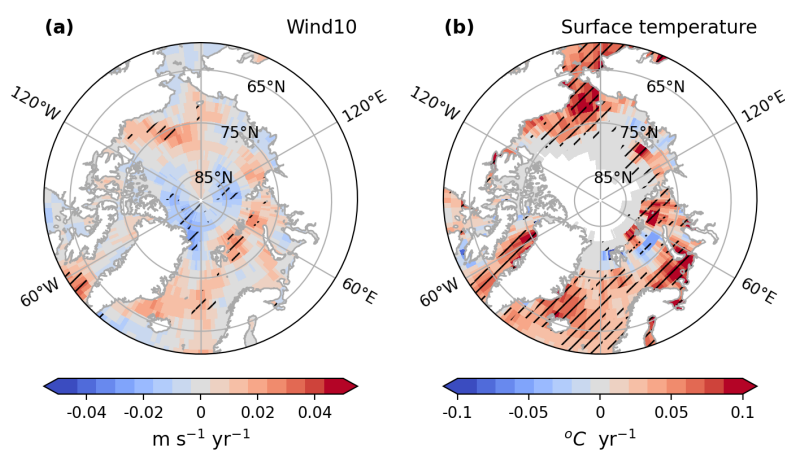 (a) Wind10
120°W
65°N
120°E
75°N
85°N
60°W
60°E
-0.04 -0.02 0 0.02 0.04
m s⁻¹ yr⁻¹
(b) Surface temperature
120°W
65°N
120°E
75°N
85°N
60°W
60°E
-0.1 -0.05 0 0.05 0.1
°C yr⁻¹